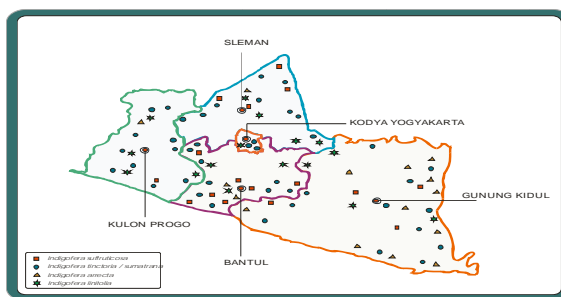 SLEMAN
KODYA YOGYAKARTA
GUNUNG KIDUL
KULON PROGO
BANTUL
Indigofera suffruticosa
Indigofera tinctoria / sumatrana
Indigofera arrecta
Indigofera linifolia